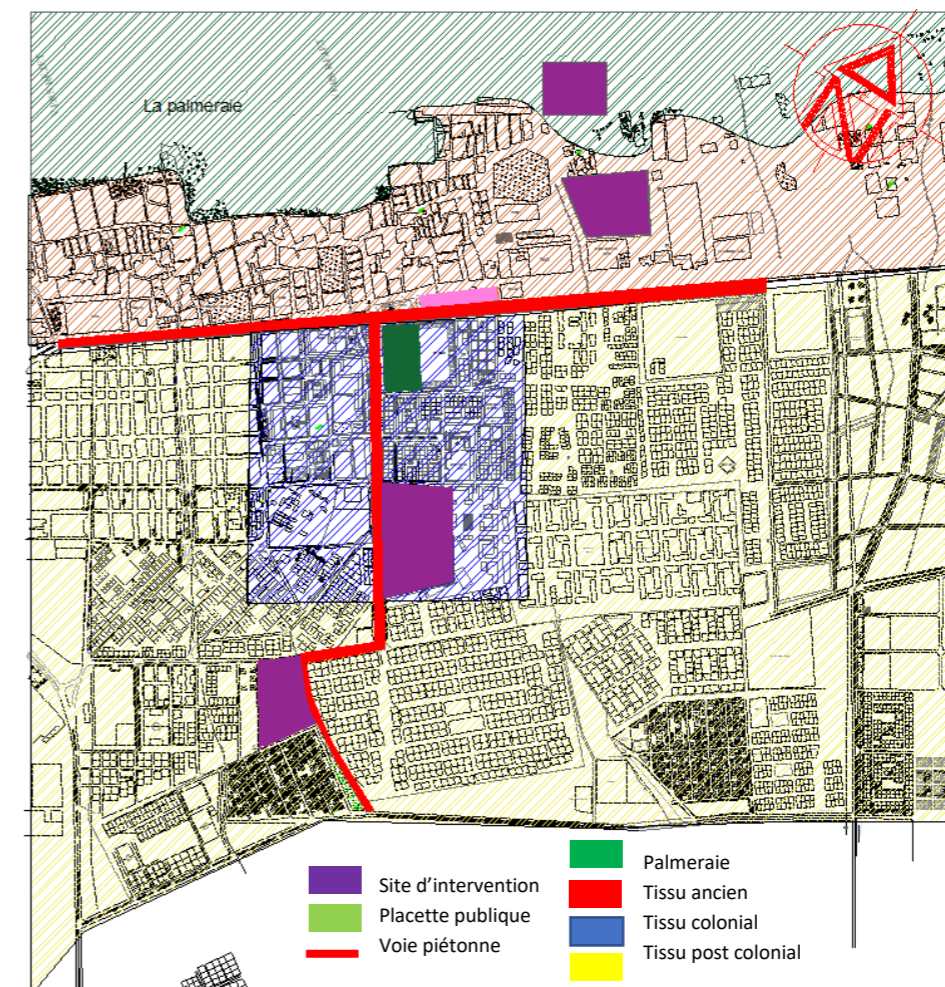 La palmeraie
Site d'intervention
Placette publique
Voie piétonne
Palmeraie
Tissu ancien
Tissu colonial
Tissu post colonial